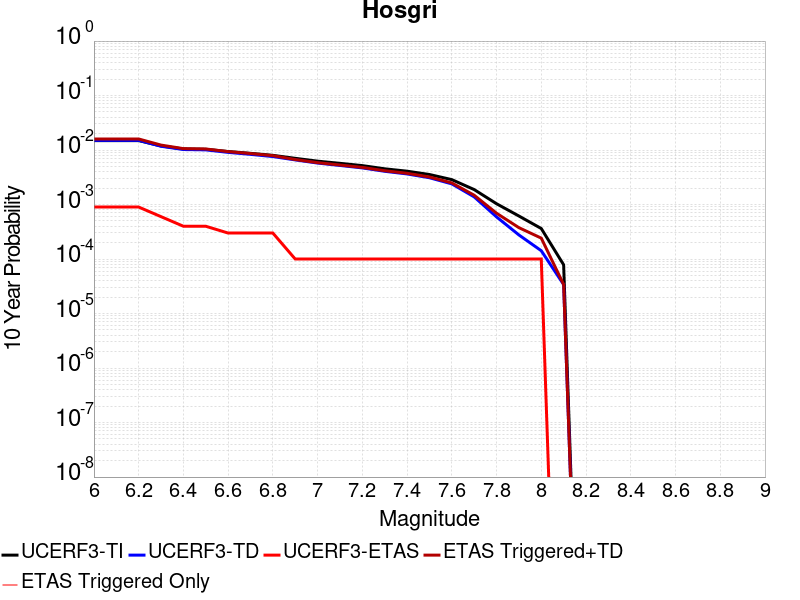 Hosgri
10^0
10^-1
10^-2
10^-3
10^-4
10^-5
10^-6
10^-7
10^-8
10 Year Probability
6 6.2 6.4 6.6 6.8 7 7.2 7.4 7.6 7.8 8 8.2 8.4 8.6 8.8 9
Magnitude
UCERF3-TI UCERF3-TD UCERF3-ETAS ETAS Triggered+TD
ETAS Triggered Only